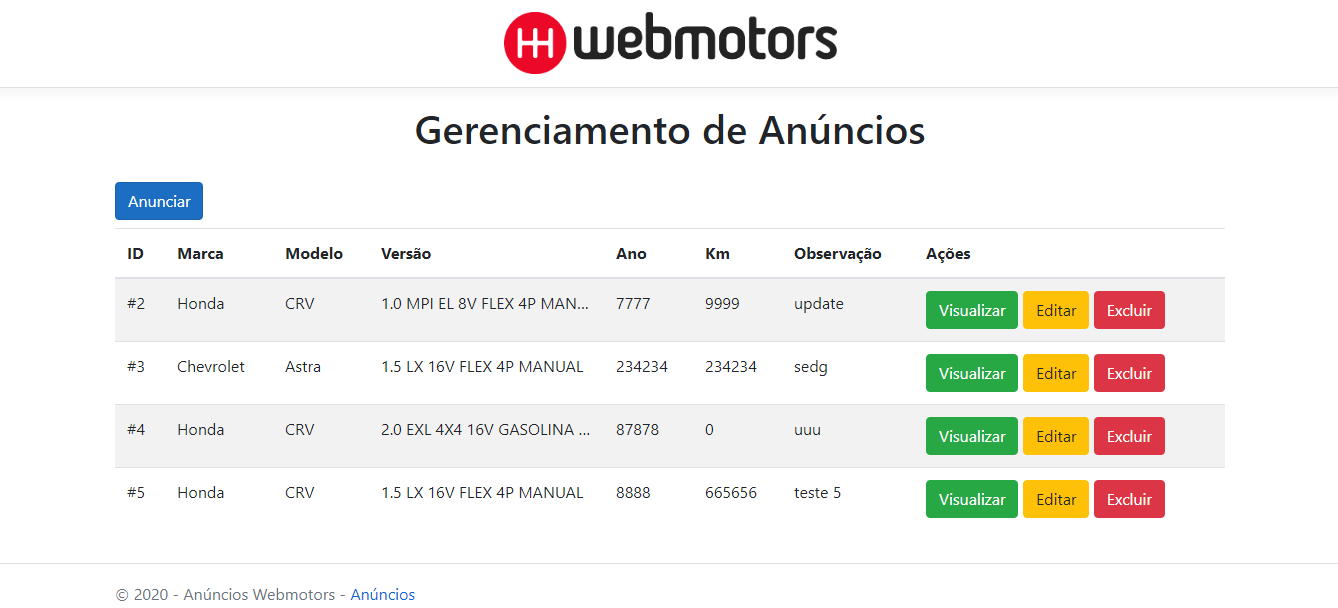 webmotors
Gerenciamento de Anúncios
Anunciar
ID Marca Modelo Versão Ano Km Observação Ações
#2 Honda CRV 1.0 MPI EL 8V FLEX 4P MAN... 7777 9999 update Visualizar Editar Excluir
#3 Chevrolet Astra 1.5 LX 16V FLEX 4P MANUAL 234234 234234 sedg Visualizar Editar Excluir
#4 Honda CRV 2.0 EXL 4X4 16V GASOLINA ... 87878 0 uuu Visualizar Editar Excluir
#5 Honda CRV 1.5 LX 16V FLEX 4P MANUAL 8888 665656 teste 5 Visualizar Editar Excluir
© 2020 - Anúncios Webmotors - Anúncios